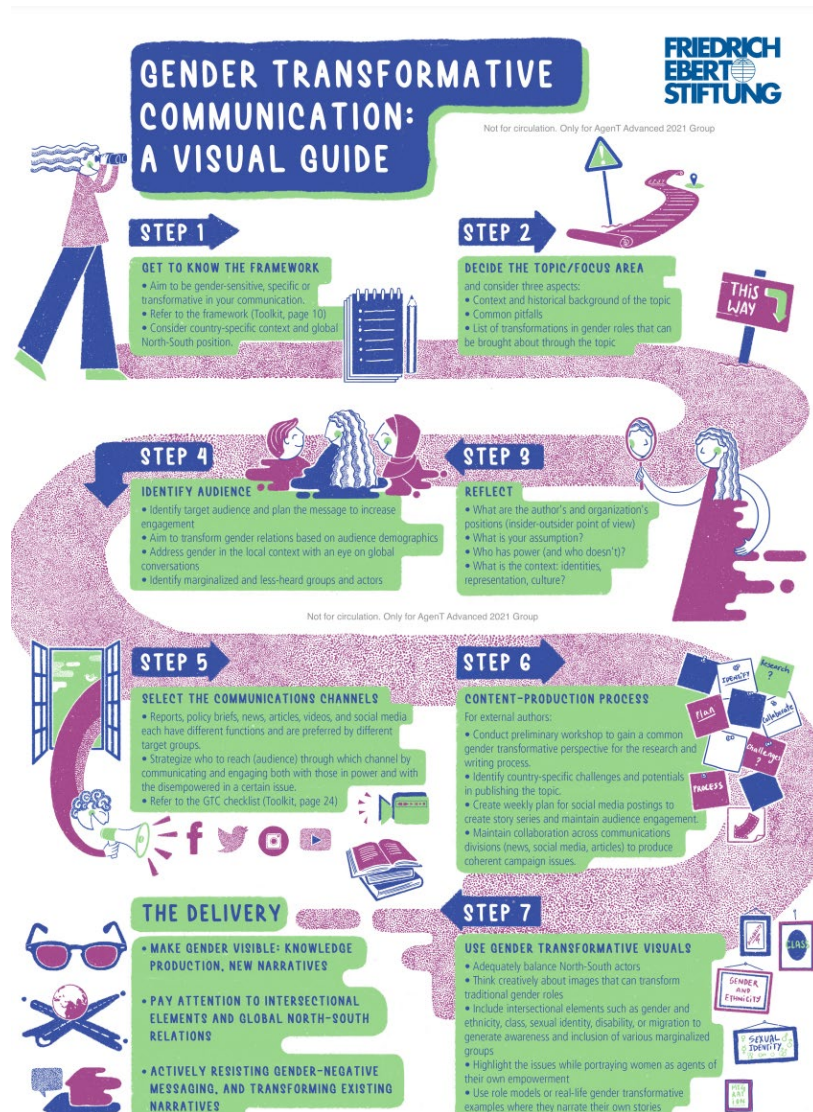 GENDER TRANSFORMATIVE
COMMUNICATION:
A VISUAL GUIDE
FRIEDRICH
EBERT
STIFTUNG
Not for circulation. Only for AgenT Advanced 2021 Group
STEP 1
GET TO KNOW THE FRAMEWORK
• Aim to be gender-sensitive, specific or
transformative in your communication.
• Refer to the framework (Toolkit, page 10)
• Consider country-specific context and global
North-South position.
STEP 2
DECIDE THE TOPIC/FOCUS AREA
and consider three aspects:
• Context and historical background of the topic
• Common pitfalls
• List of transformations in gender roles that can
be brought about through the topic
THIS
WAY
STEP 3
REFLECT
• What are the author's and organization's
positions (insider-outsider point of view)
• What is your assumption?
• Who has power (and who doesn't)?
• What is the context: identities,
representation, culture?
STEP 4
IDENTIFY AUDIENCE
• Identify target audience and plan the message to increase
engagement
• Aim to transform gender relations based on audience demographics
• Address gender in the local context with an eye on global
conversations
• Identify marginalized and less-heard groups and actors
Not for circulation. Only for AgenT Advanced 2021 Group
STEP 5
SELECT THE COMMUNICATIONS CHANNELS
• Reports, policy briefs, news, articles, videos, and social media
each have different functions and are preferred by different
target groups.
• Strategize who to reach (audience) through which channel by
communicating and engaging both with those in power and with
the disempowered in a certain issue.
• Refer to the GTC checklist (Toolkit, page 24)
STEP 6
CONTENT-PRODUCTION PROCESS
For external authors:
• Conduct preliminary workshop to gain a common
gender transformative perspective for the research and
writing process.
• Identify country-specific challenges and potentials
in publishing the topic.
• Create weekly plan for social media postings to
create story series and maintain audience engagement.
• Maintain collaboration across communications
divisions (news, social media, articles) to produce
coherent campaign issues.
IDENTIFY
Research
?
Plan
Collaborate
Challenges
?
PROCESS
STEP 7
USE GENDER TRANSFORMATIVE VISUALS
• Adequately balance North-South actors
• Think creatively about images that can transform
traditional gender roles
• Include intersectional elements such as gender and
ethnicity, class, sexual identity, disability, or migration to
generate awareness and inclusion of various marginalized
groups
• Highlight the issues while portraying women as agents of
their own empowerment
• Use role models or real-life gender transformative
examples where they narrate their own stories
CLASS
GENDER
AND
ETHNICITY
SEXUAL
IDENTITY
THE DELIVERY
• MAKE GENDER VISIBLE: KNOWLEDGE
PRODUCTION, NEW NARRATIVES
• PAY ATTENTION TO INTERSECTIONAL
ELEMENTS AND GLOBAL NORTH-SOUTH
RELATIONS
• ACTIVELY RESISTING GENDER-NEGATIVE
MESSAGING, AND TRANSFORMING EXISTING
NARRATIVES